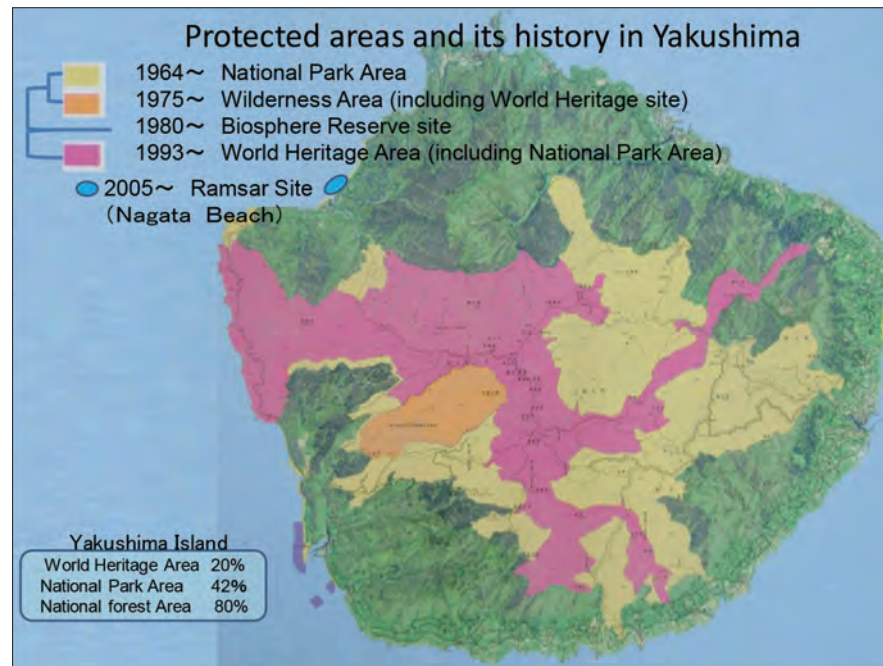 Protected areas and its history in Yakushima
1964～ National Park Area
1975～ Wilderness Area (including World Heritage site)
1980～ Biosphere Reserve site
1993～ World Heritage Area (including National Park Area)
2005～ Ramsar Site
（Nagata Beach）
Yakushima Island
World Heritage Area 20%
National Park Area 42%
National forest Area 80%